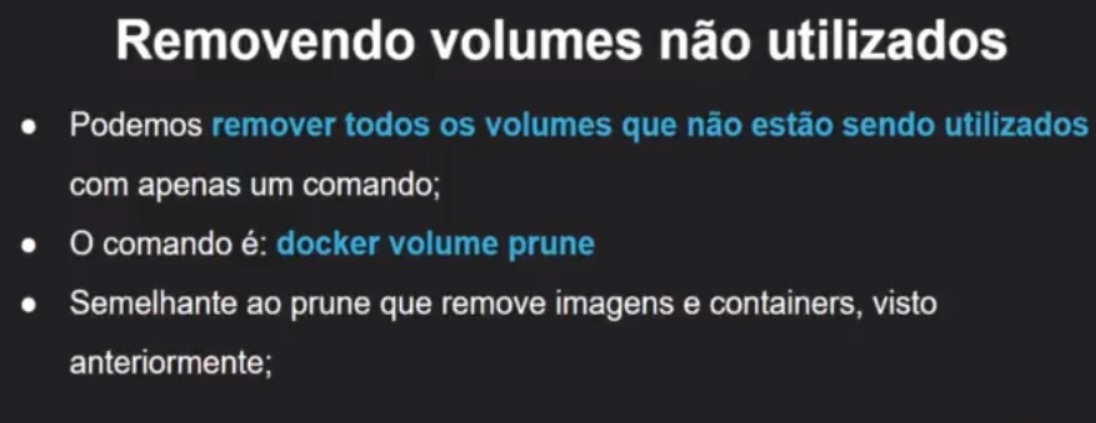 Removendo volumes não utilizados
● Podemos remover todos os volumes que não estão sendo utilizados
com apenas um comando;
● O comando é: docker volume prune
● Semelhante ao prune que remove imagens e containers, visto
anteriormente;